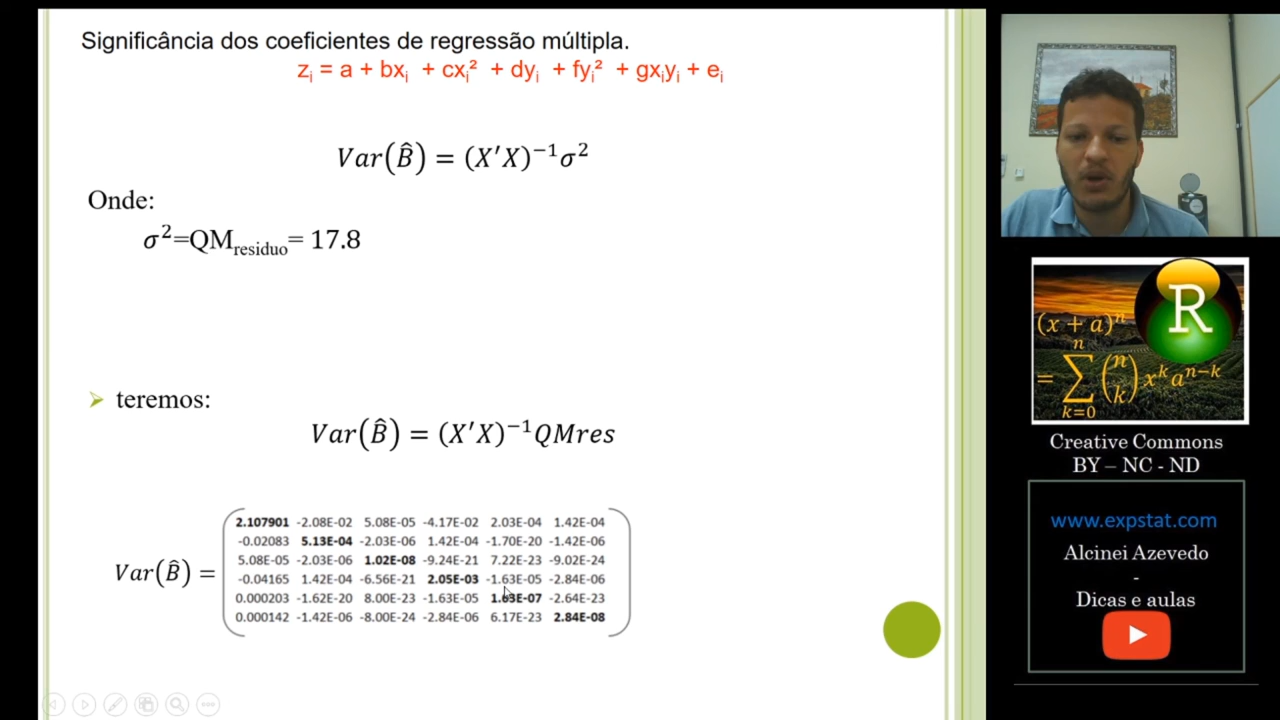 Significância dos coeficientes de regressão múltipla.
zᵢ = a + bxᵢ + cxᵢ² + dyᵢ + fyᵢ² + gxᵢyᵢ + eᵢ
Var(B̂) = (X′X)⁻¹σ²
Onde:
σ²=QMresiduo= 17.8
teremos:
Var(B̂) = (X′X)⁻¹QMres
2.107901 -2.08E-02 5.08E-05 -4.17E-02 2.03E-04 1.42E-04
-0.02083 5.13E-04 -2.03E-06 1.42E-04 -1.70E-20 -1.42E-06
5.08E-05 -2.03E-06 1.02E-08 -9.24E-21 7.22E-23 -9.02E-24
Var(B̂) =
-0.04165 1.42E-04 -6.56E-21 2.05E-03 -1.63E-05 -2.84E-06
0.000203 -1.62E-20 8.00E-23 -1.63E-05 1.63E-07 -2.64E-23
0.000142 -1.42E-06 -8.00E-24 -2.84E-06 6.17E-23 2.84E-08
R
(x + a)ⁿ
= ∑ (n k) xᵏaⁿ⁻ᵏ
n
k=0
Creative Commons
BY – NC - ND
www.expstat.com
Alcinei Azevedo
-
Dicas e aulas